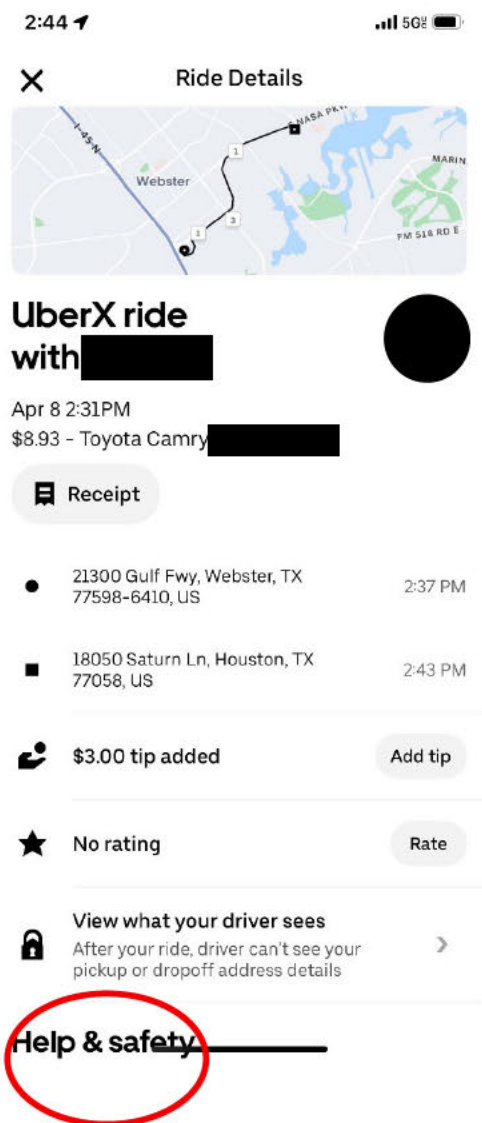 2:44
5G
Ride Details
I-45 N
S NASA PKW
1
MARIN
Webster
3
1
FM 518 RD E
UberX ride
with
Apr 8 2:31PM
$8.93 - Toyota Camry
Receipt
21300 Gulf Fwy, Webster, TX
77598-6410, US
2:37 PM
18050 Saturn Ln, Houston, TX
77058, US
2:43 PM
$3.00 tip added
Add tip
No rating
Rate
View what your driver sees
After your ride, driver can't see your
pickup or dropoff address details
Help & safety